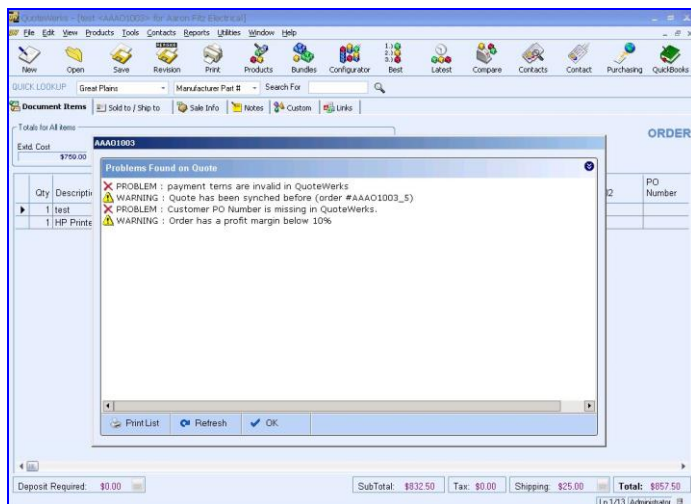 QuoteWerks - [test <AAAO1003> for Aaron Fitz Electrical]
File Edit View Products Tools Contacts Reports Utilities Window Help
New Open Save Revision Print Products Bundles Configurator Best Latest Compare Contacts Contact Purchasing QuickBooks
QUICK LOOKUP Great Plains Manufacturer Part # Search For
Document Items Sold to / Ship to Sale Info Notes Custom Links
Totals for All items
ORDER
Extd. Cost
$759.00
AAAO1003
Problems Found on Quote
PROBLEM : payment terns are invalid in QuoteWerks
WARNING : Quote has been synched before (order #AAAO1003_5)
PROBLEM : Customer PO Number is missing in QuoteWerks.
WARNING : Order has a profit margin below 10%
PO
Qty Descripti Number
1 test
1 HP Printe
Print List Refresh OK
Deposit Required: $0.00 SubTotal: $832.50 Tax: $0.00 Shipping: $25.00 Total: $857.50
Ln 1/13 Administrator